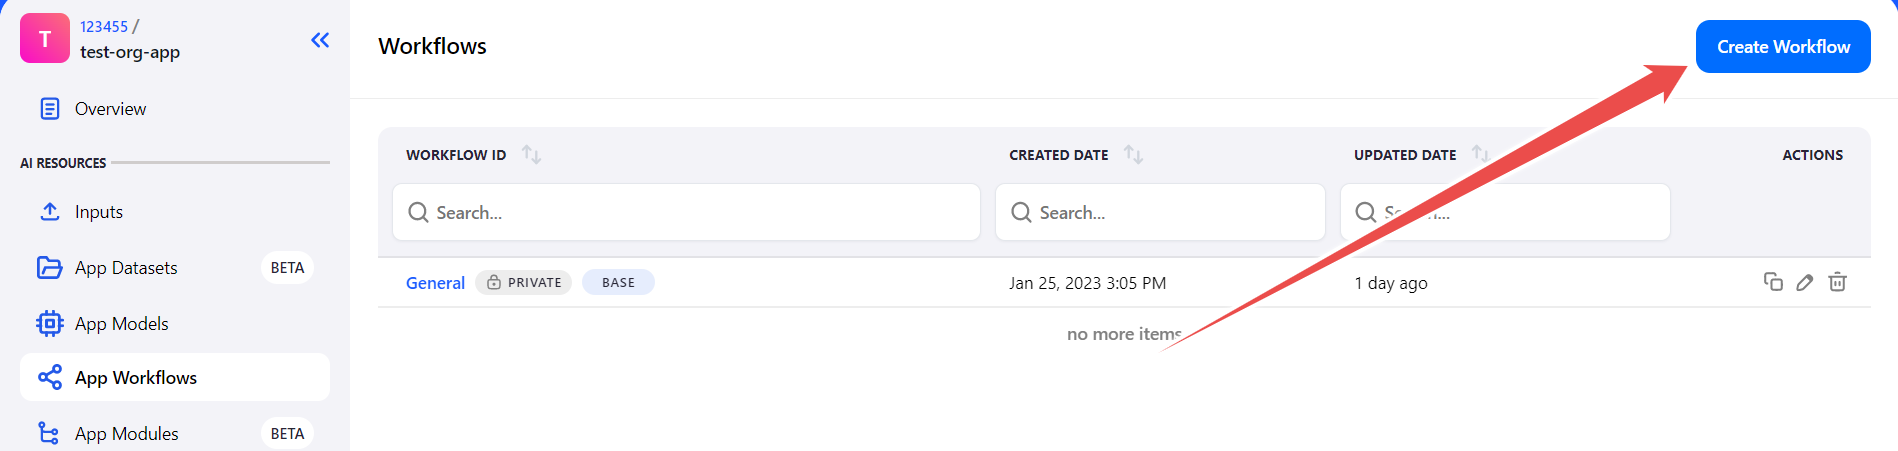 T
123455 /
test-org-app
Overview
AI RESOURCES
Inputs
App Datasets BETA
App Models
App Workflows
App Modules BETA
Workflows
Create Workflow
WORKFLOW ID CREATED DATE UPDATED DATE ACTIONS
Search... Search...
General PRIVATE BASE Jan 25, 2023 3:05 PM 1 day ago
no more items